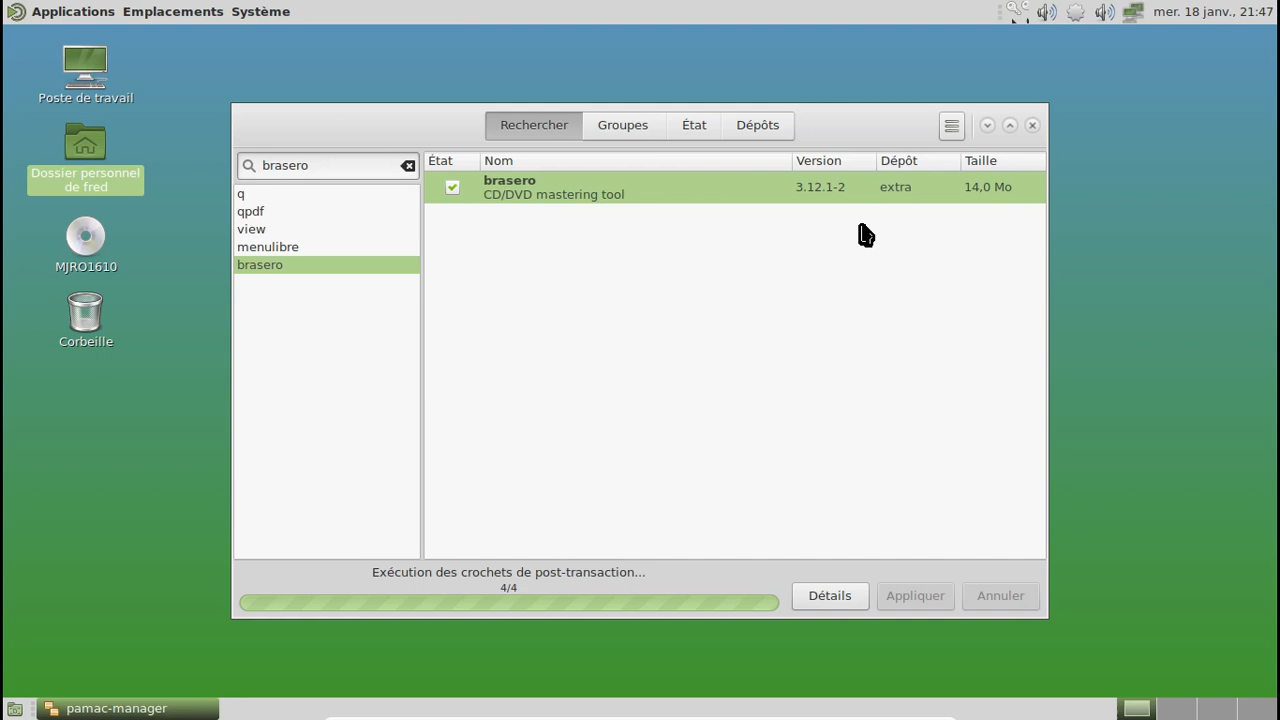 Applications Emplacements Système
mer. 18 janv., 21:47
Poste de travail
Dossier personnel
de fred
MJRO1610
Corbeille
Rechercher Groupes État Dépôts
brasero
q
qpdf
view
menulibre
brasero
État Nom Version Dépôt Taille
brasero
CD/DVD mastering tool
3.12.1-2 extra 14,0 Mo
Exécution des crochets de post-transaction...
4/4
Détails Appliquer Annuler
pamac-manager